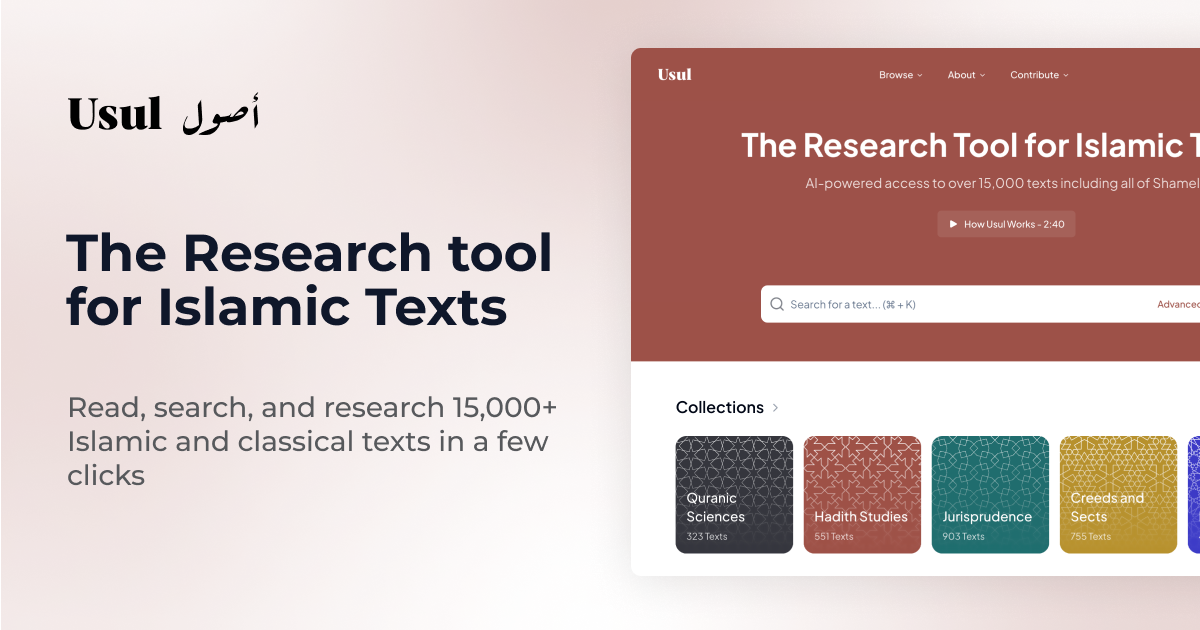 Usul أصول
The Research tool
for Islamic Texts
Read, search, and research 15,000+
Islamic and classical texts in a few
clicks
Usul
Browse About Contribute
The Research Tool for Islamic
AI-powered access to over 15,000 texts including all of
How Usul Works - 2:40
Search for a text... (⌘ + K) Advanced
Collections
Quranic
Sciences
323 Texts
Hadith Studies
551 Texts
Jurisprudence
903 Texts
Creeds and
Sects
755 Texts